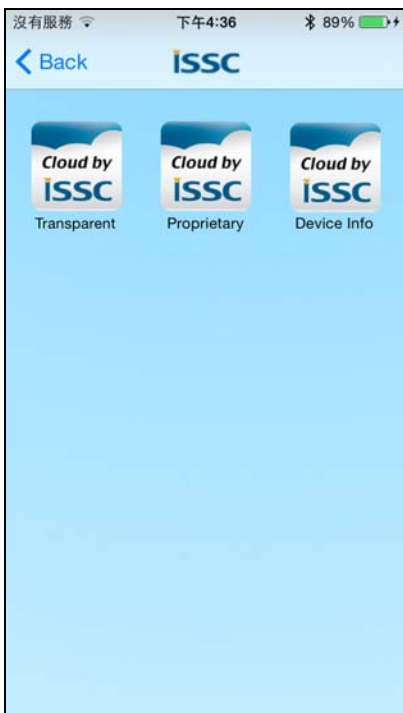 沒有服務 下午4:36 89%
Back ISSC
Cloud by Cloud by Cloud by
ISSC ISSC ISSC
Transparent Proprietary Device Info